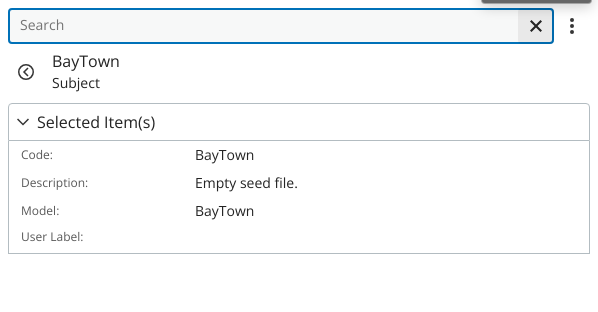 Search
BayTown
Subject
Selected Item(s)
Code: BayTown
Description: Empty seed file.
Model: BayTown
User Label: